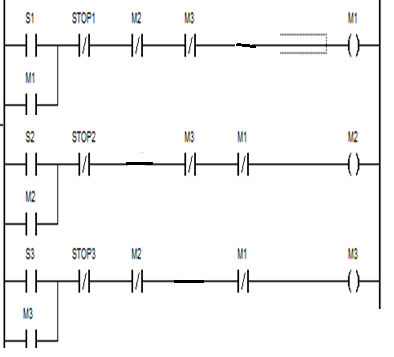 S1 STOP1 M2 M3 M1
M1
S2 STOP2 M3 M1 M2
M2
S3 STOP3 M2 M1 M3
M3